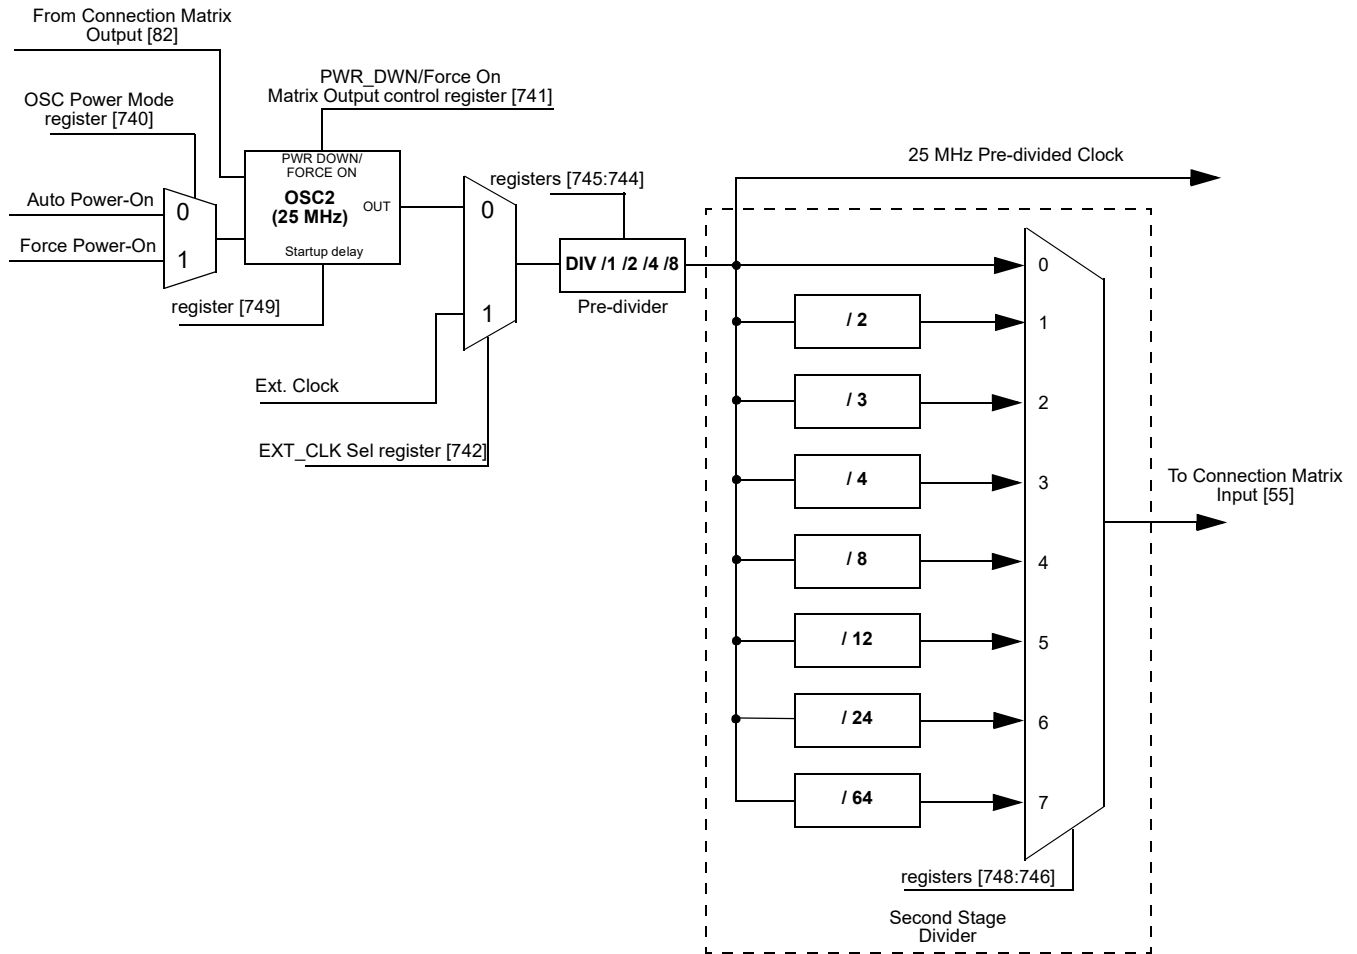 From Connection Matrix
Output [82]
PWR_DWN/Force On
Matrix Output control register [741]
OSC Power Mode
register [740]
Auto Power-On
Force Power-On
0
1
PWR DOWN/
FORCE ON
OSC2
(25 MHz)
OUT
Startup delay
register [749]
0
1
Ext. Clock
EXT_CLK Sel register [742]
registers [745:744]
DIV /1 /2 /4 /8
Pre-divider
25 MHz Pre-divided Clock
0
/ 2
1
/ 3
2
/ 4
3
/ 8
4
/ 12
5
/ 24
6
/ 64
7
To Connection Matrix
Input [55]
registers [748:746]
Second Stage
Divider